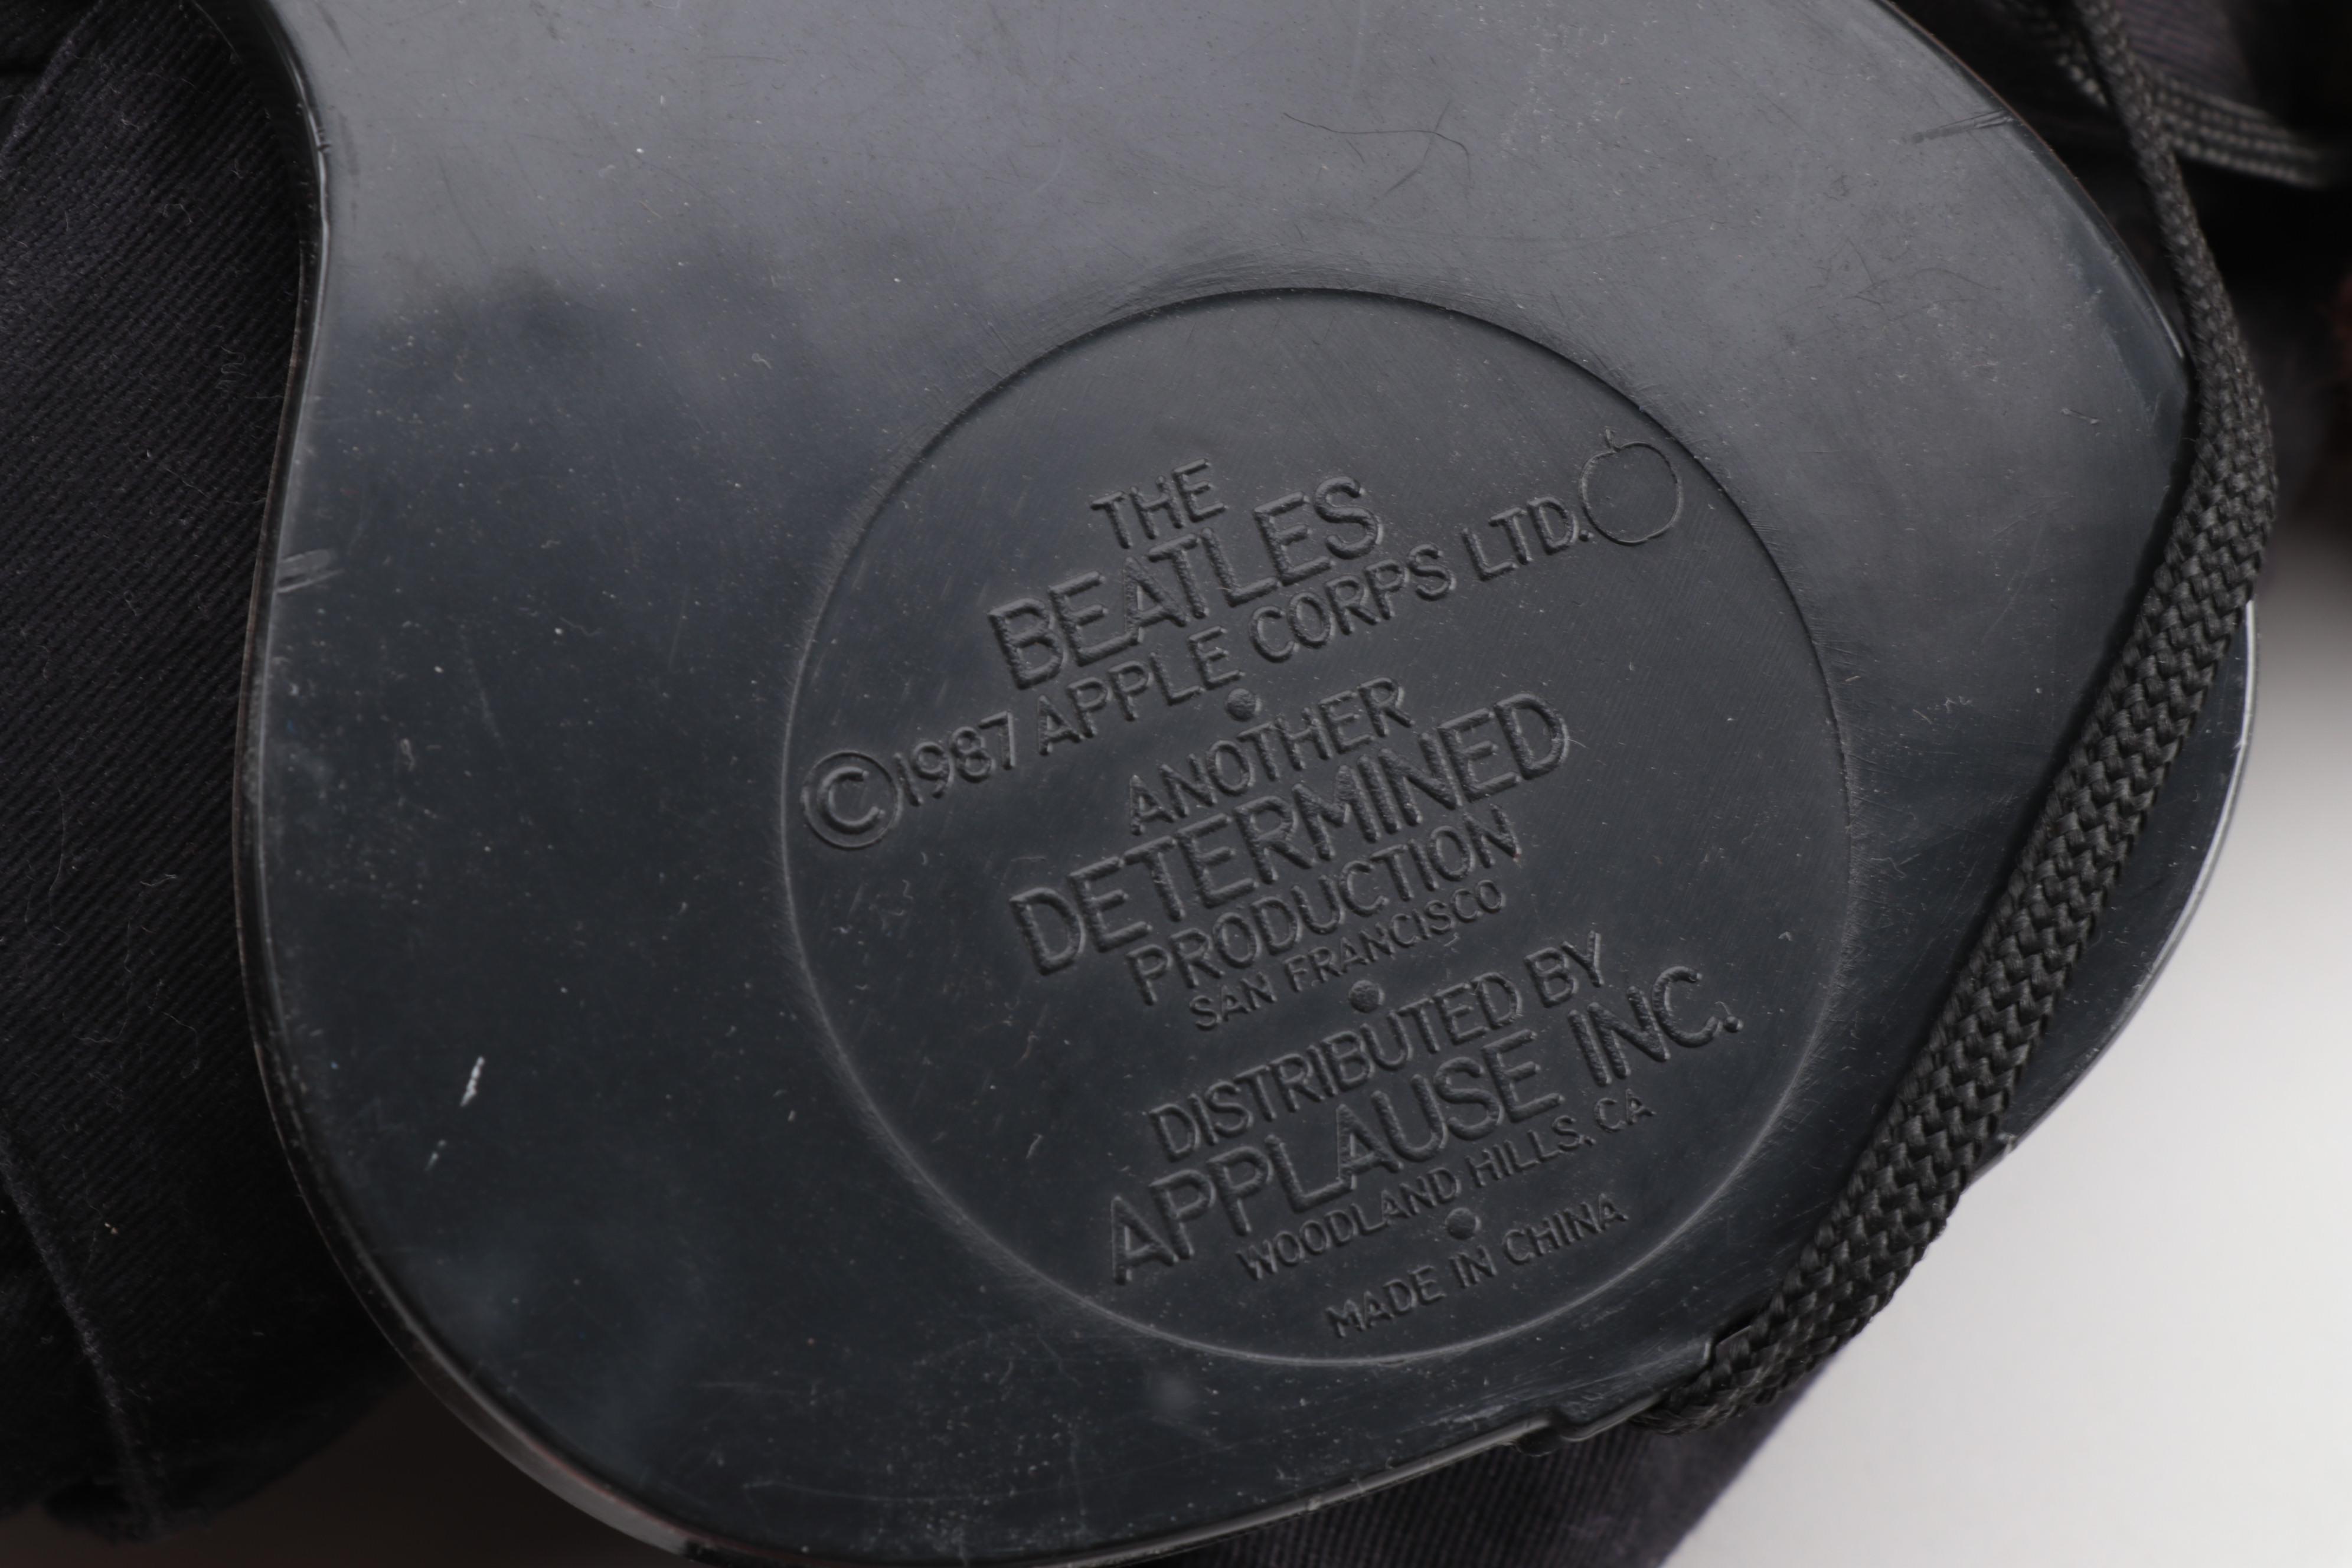 THE
BEATLES
©1987 APPLE CORPS LTD.
ANOTHER
DETERMINED
PRODUCTION
SAN FRANCISCO
DISTRIBUTED BY
APPLAUSE INC.
WOODLAND HILLS, CA
MADE IN CHINA